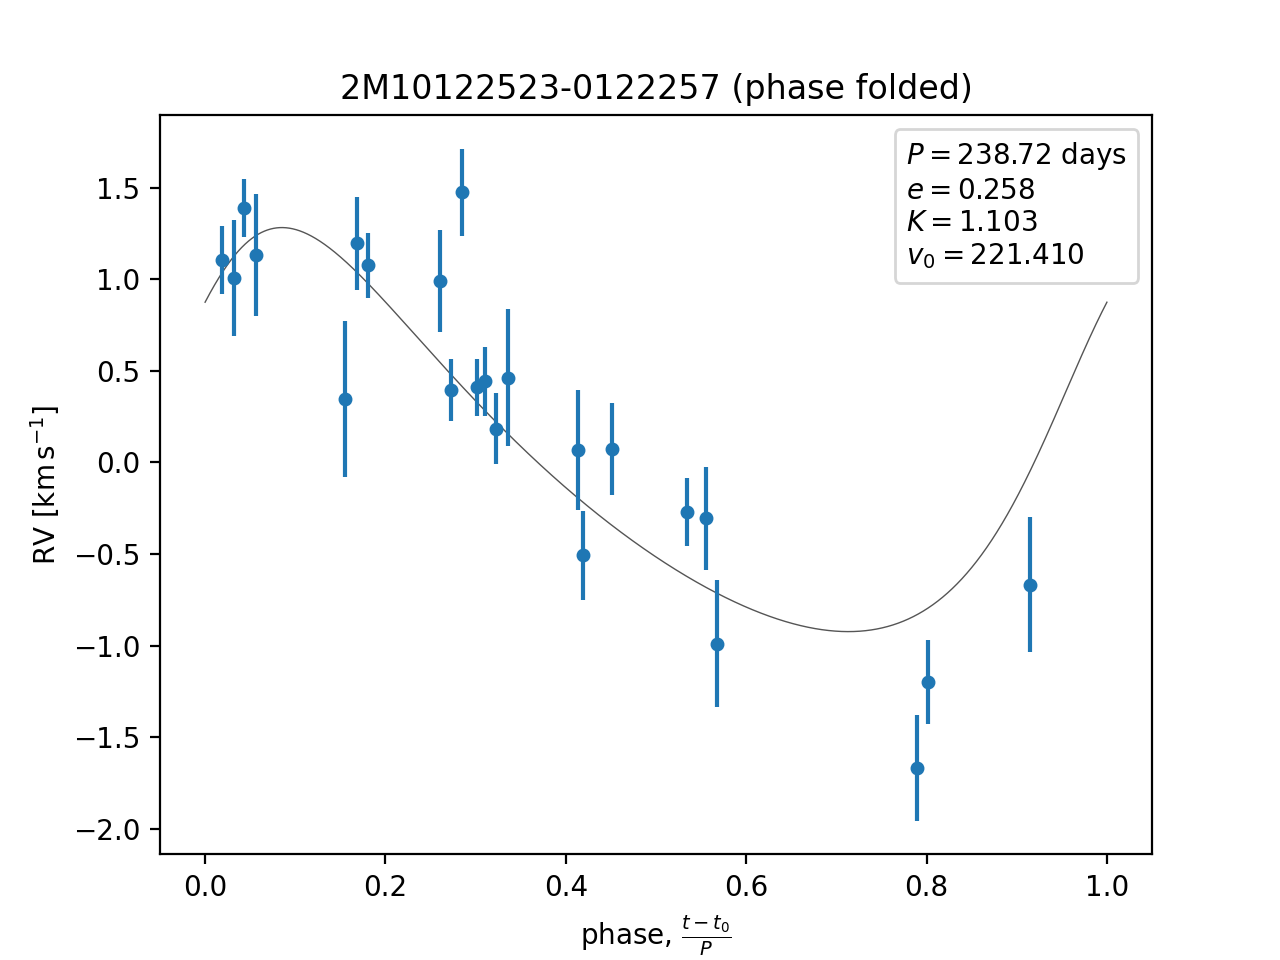 2M10122523-0122257 (phase folded)
P = 238.72 days
e = 0.258
K = 1.103
v₀ = 221.410
1.5
1.0
0.5
0.0
−0.5
−1.0
−1.5
−2.0
RV [km s⁻¹]
0.0 0.2 0.4 0.6 0.8 1.0
phase, (t − t₀)/P